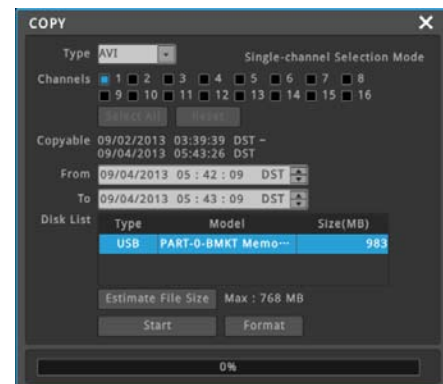 COPY
Type AVI Single-channel Selection Mode
Channels 1 2 3 4 5 6 7 8
9 10 11 12 13 14 15 16
Select All Reset
Copyable 09/02/2013 03:39:39 DST ~
09/04/2013 05:43:26 DST
From 09/04/2013 05 : 42 : 09 DST
To 09/04/2013 05 : 43 : 09 DST
Disk List Type Model Size(MB)
USB PART-0-BMKT Memo··· 983
Estimate File Size Max : 768 MB
Start Format
0%